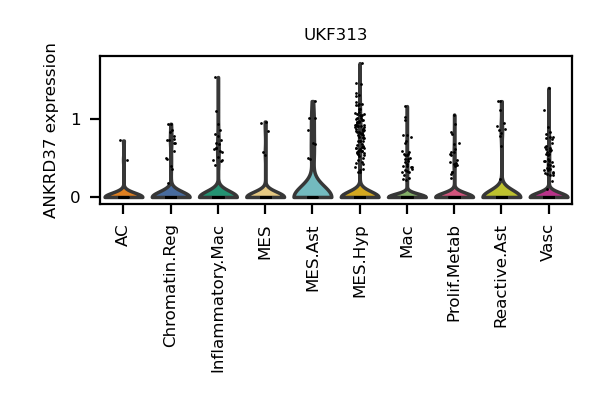 UKF313
ANKRD37 expression
1
0
AC
Chromatin.Reg
Inflammatory.Mac
MES
MES.Ast
MES.Hyp
Mac
Prolif.Metab
Reactive.Ast
Vasc